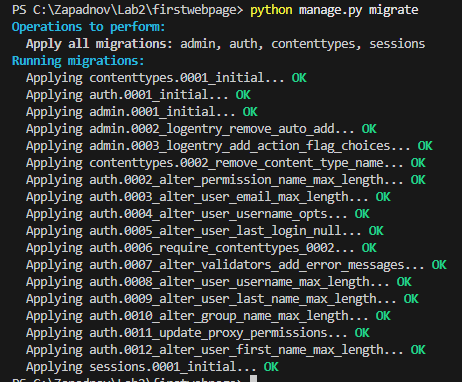 PS C:\Zapadnov\Lab2\firstwebpage> python manage.py migrate
Operations to perform:
  Apply all migrations: admin, auth, contenttypes, sessions
Running migrations:
  Applying contenttypes.0001_initial... OK
  Applying auth.0001_initial... OK
  Applying admin.0001_initial... OK
  Applying admin.0002_logentry_remove_auto_add... OK
  Applying admin.0003_logentry_add_action_flag_choices... OK
  Applying contenttypes.0002_remove_content_type_name... OK
  Applying auth.0002_alter_permission_name_max_length... OK
  Applying auth.0003_alter_user_email_max_length... OK
  Applying auth.0004_alter_user_username_opts... OK
  Applying auth.0005_alter_user_last_login_null... OK
  Applying auth.0006_require_contenttypes_0002... OK
  Applying auth.0007_alter_validators_add_error_messages... OK
  Applying auth.0008_alter_user_username_max_length... OK
  Applying auth.0009_alter_user_last_name_max_length... OK
  Applying auth.0010_alter_group_name_max_length... OK
  Applying auth.0011_update_proxy_permissions... OK
  Applying auth.0012_alter_user_first_name_max_length... OK
  Applying sessions.0001_initial... OK
PS C:\Zapadnov\Lab2\firstwebpage>